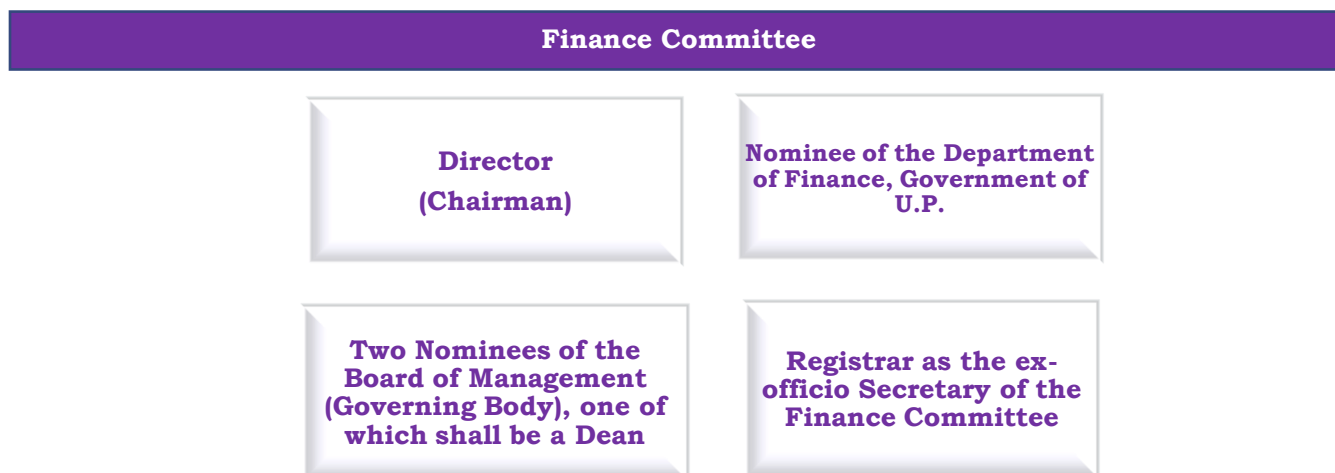 Finance Committee
Director
(Chairman)
Nominee of the Department
of Finance, Government of
U.P.
Two Nominees of the
Board of Management
(Governing Body), one of
which shall be a Dean
Registrar as the ex-
officio Secretary of the
Finance Committee